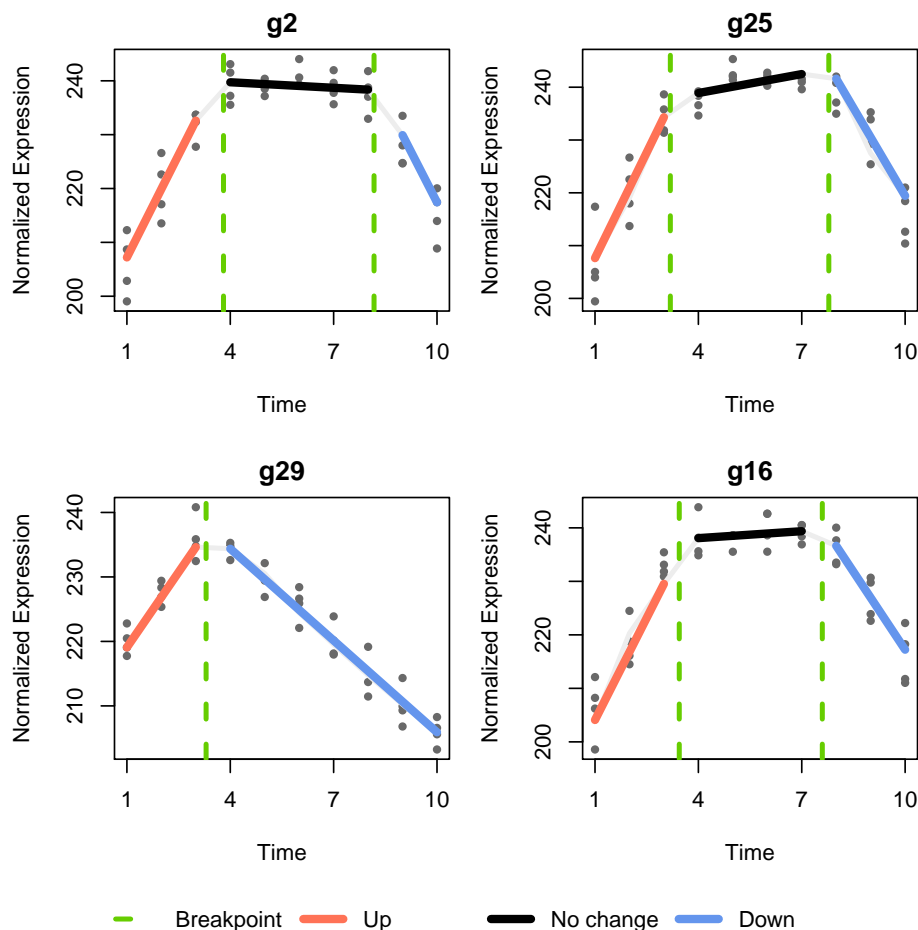 g2
Normalized Expression
200
220
240
1 4 7 10
Time
g25
Normalized Expression
200
220
240
1 4 7 10
Time
g29
Normalized Expression
210
220
230
240
1 4 7 10
Time
g16
Normalized Expression
200
220
240
1 4 7 10
Time
Breakpoint Up No change Down